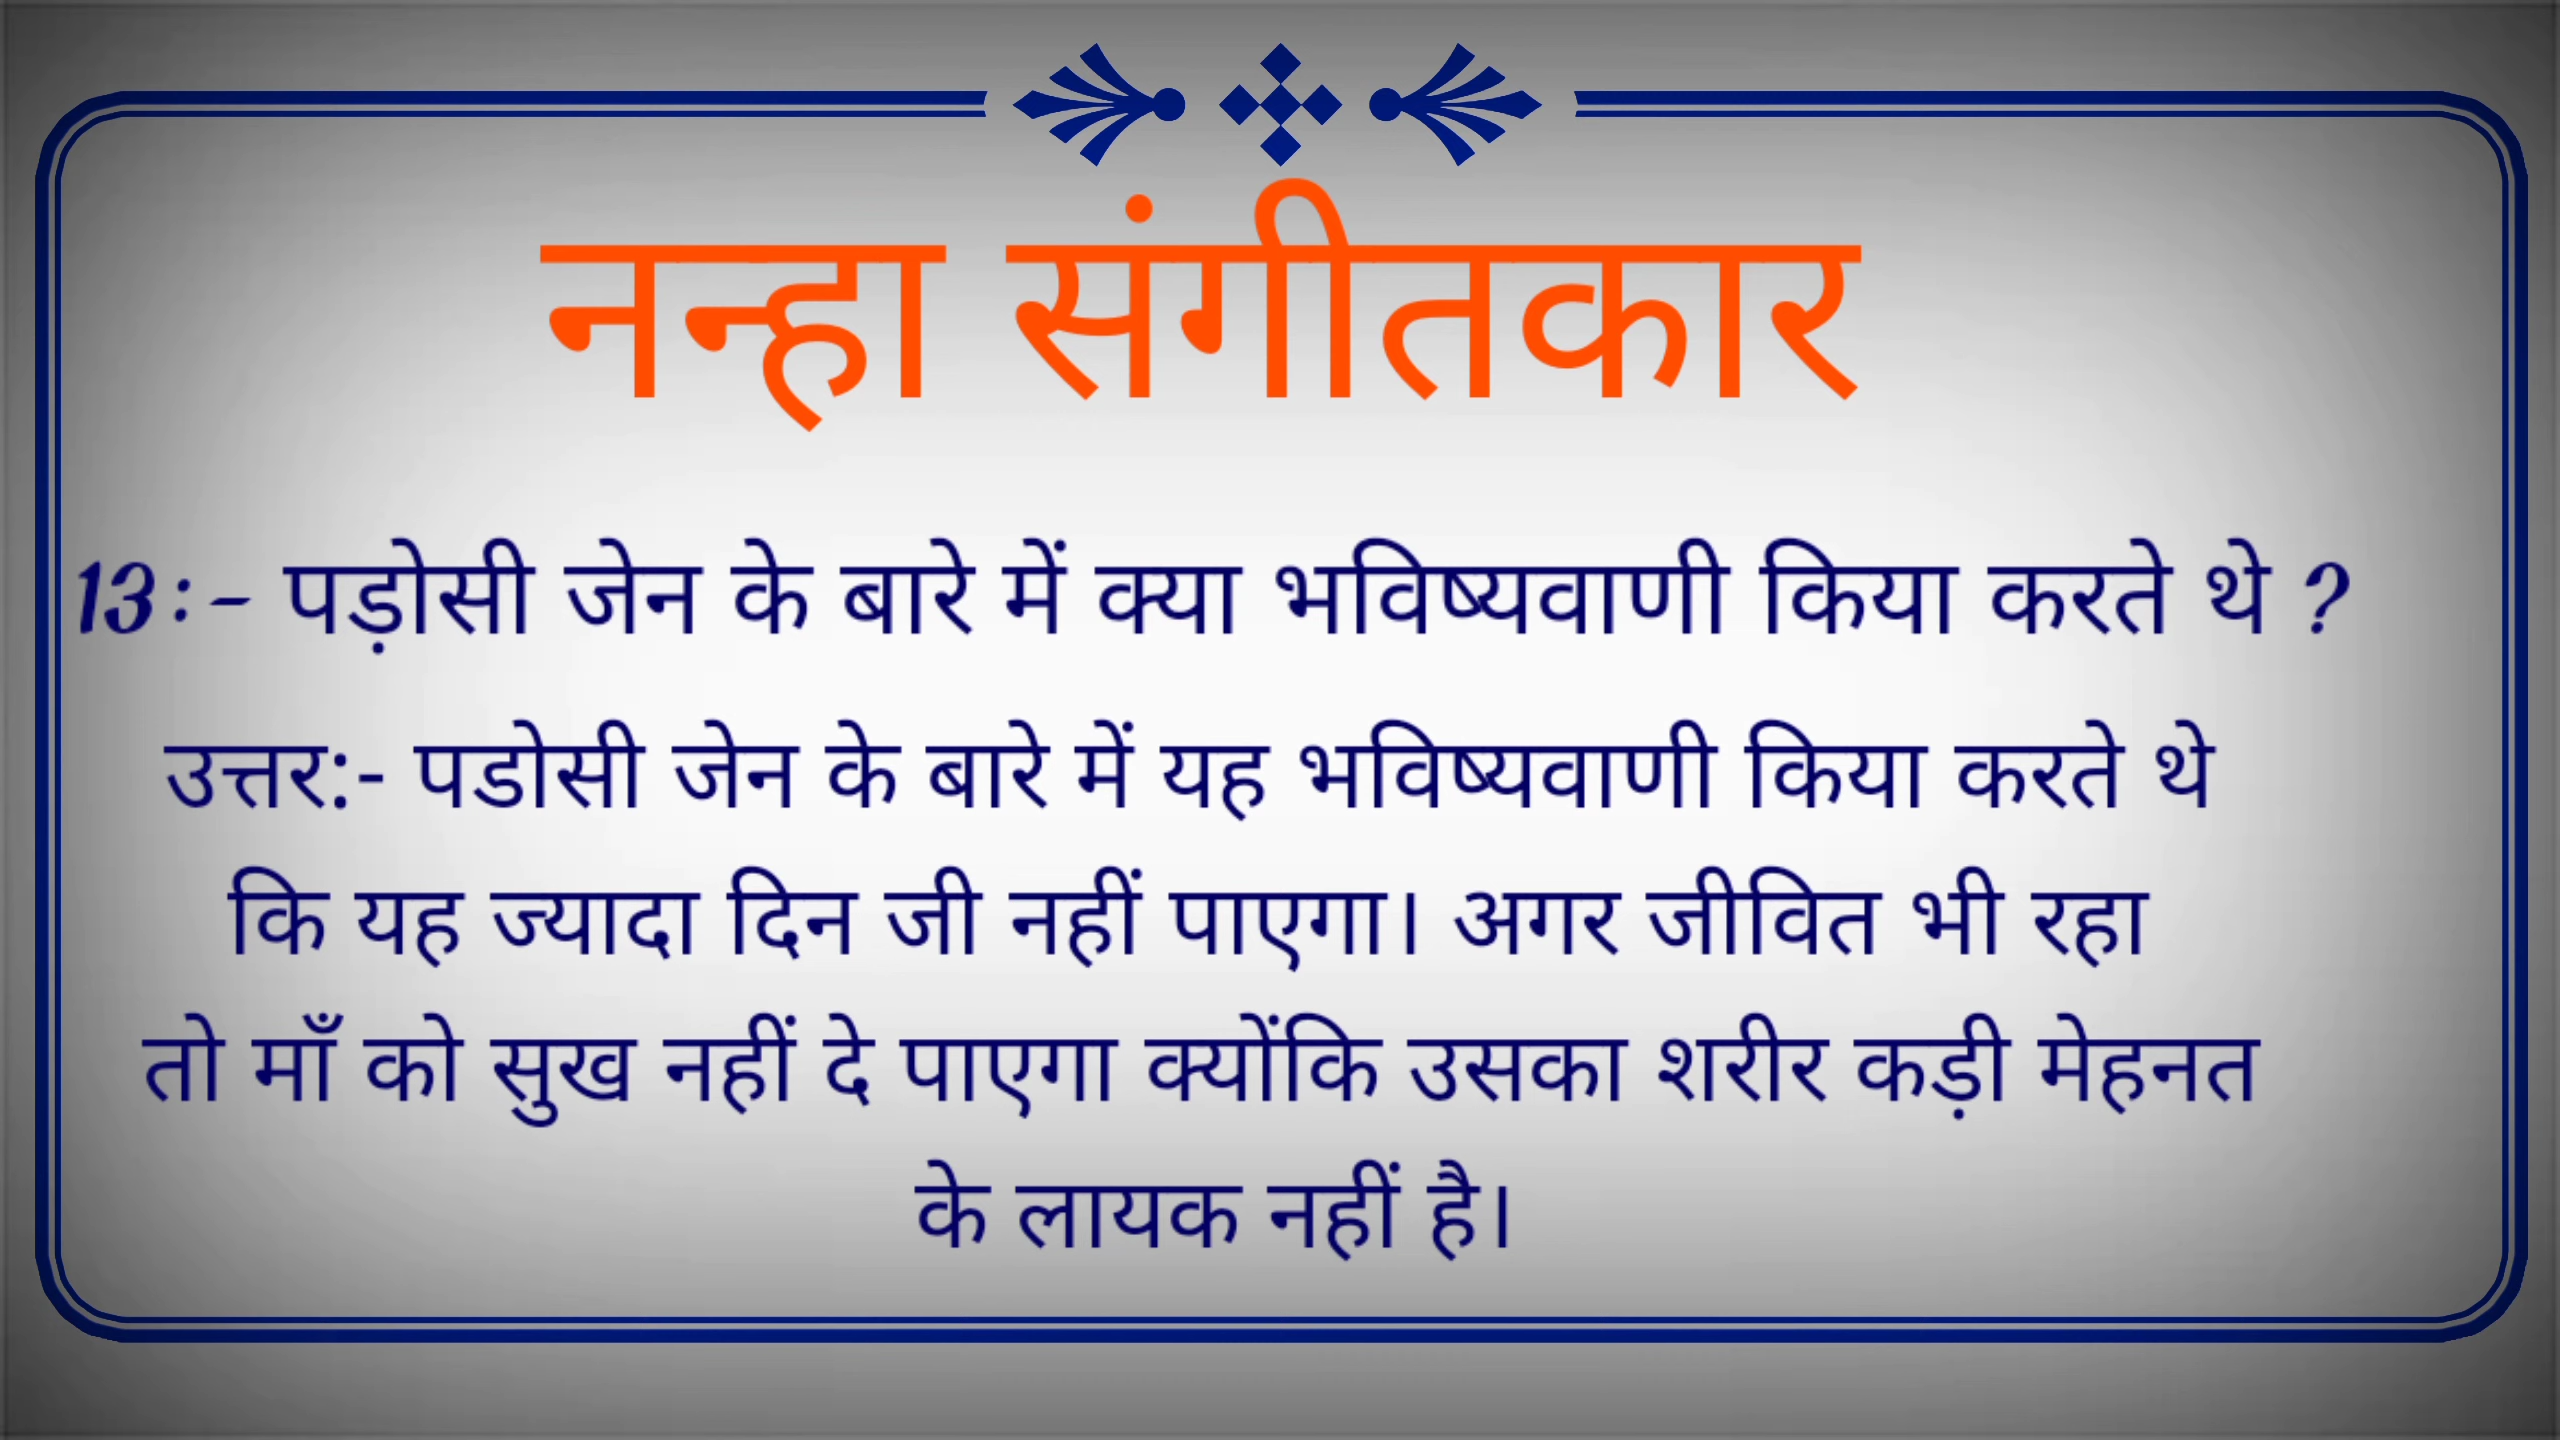 नन्हा संगीतकार
13:- पड़ोसी जेन के बारे में क्या भविष्यवाणी किया करते थे ?
उत्तर:- पडोसी जेन के बारे में यह भविष्यवाणी किया करते थे
कि यह ज्यादा दिन जी नहीं पाएगा। अगर जीवित भी रहा
तो माँ को सुख नहीं दे पाएगा क्योंकि उसका शरीर कड़ी मेहनत
के लायक नहीं है।